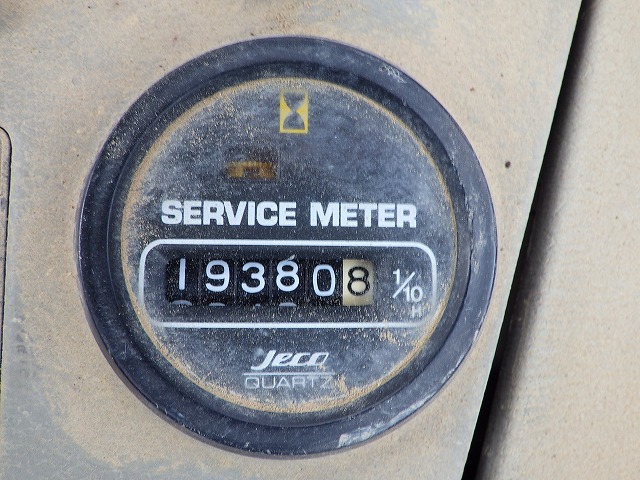 SERVICE METER
193808 1/10
H
Jeco
QUARTZ